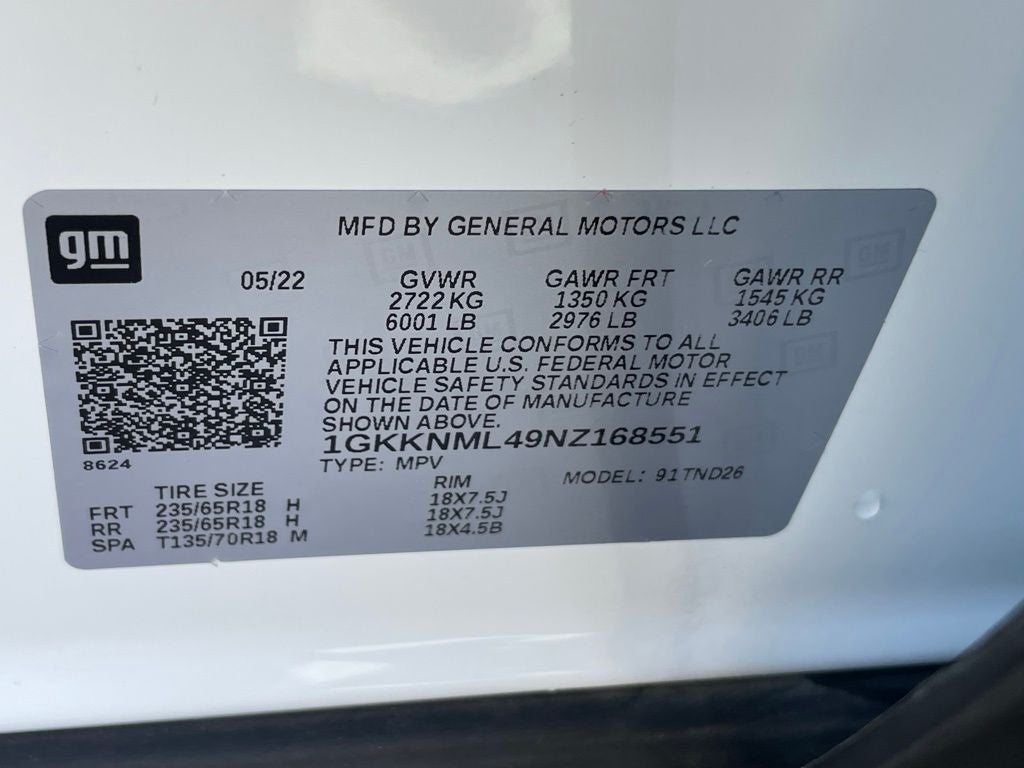 gm
MFD BY GENERAL MOTORS LLC
05/22 GVWR GAWR FRT GAWR RR
2722 KG 1350 KG 1545 KG
6001 LB 2976 LB 3406 LB
THIS VEHICLE CONFORMS TO ALL
APPLICABLE U.S. FEDERAL MOTOR
VEHICLE SAFETY STANDARDS IN EFFECT
ON THE DATE OF MANUFACTURE
SHOWN ABOVE.
1GKKNML49NZ168551
8624
TYPE: MPV MODEL: 91TND26
TIRE SIZE RIM
FRT 235/65R18 H 18X7.5J
RR 235/65R18 H 18X7.5J
SPA T135/70R18 M 18X4.5B